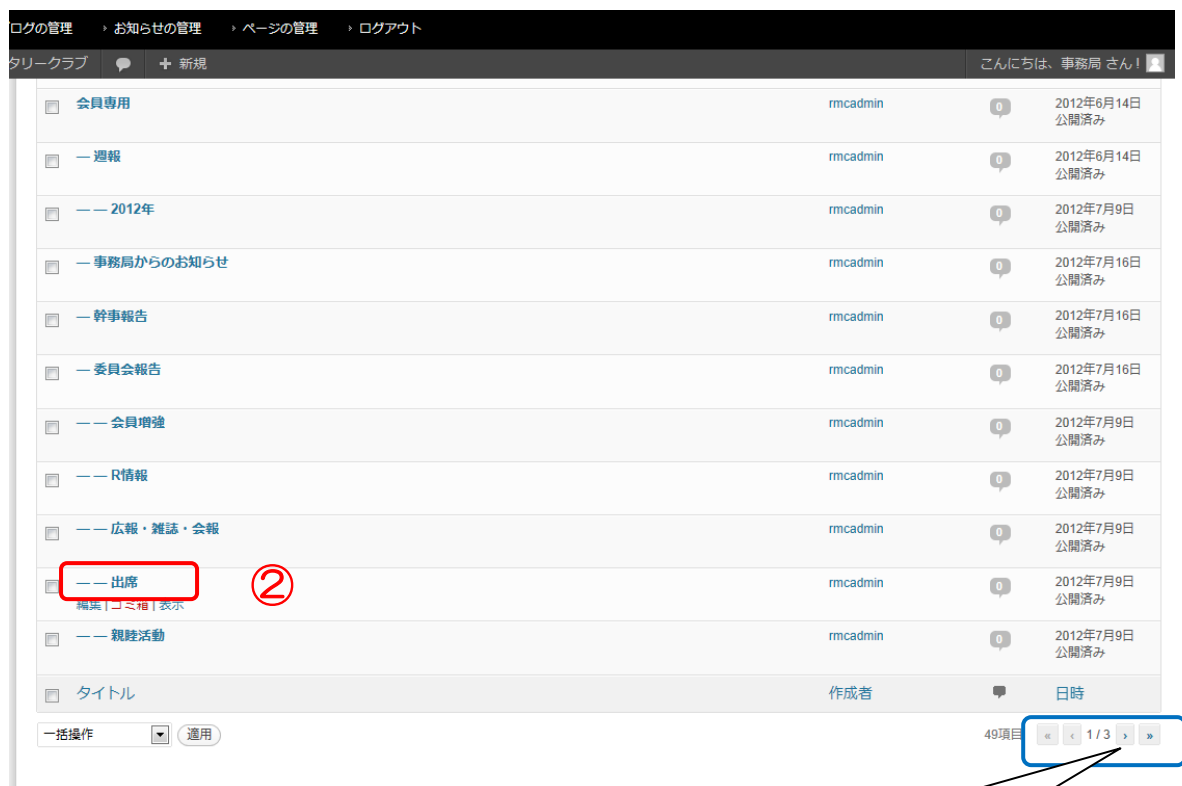 ログの管理 › お知らせの管理 › ページの管理 › ログアウト
タリークラブ + 新規 こんにちは、事務局 さん!
会員専用 rmcadmin 0 2012年6月14日
公開済み
— 週報 rmcadmin 0 2012年6月14日
公開済み
— — 2012年 rmcadmin 0 2012年7月9日
公開済み
— 事務局からのお知らせ rmcadmin 0 2012年7月16日
公開済み
— 幹事報告 rmcadmin 0 2012年7月16日
公開済み
— 委員会報告 rmcadmin 0 2012年7月16日
公開済み
— — 会員増強 rmcadmin 0 2012年7月9日
公開済み
— — R情報 rmcadmin 0 2012年7月9日
公開済み
— — 広報・雑誌・会報 rmcadmin 0 2012年7月9日
公開済み
— — 出席 ② rmcadmin 0 2012年7月9日
編集 | ゴミ箱 | 表示 公開済み
— — 親睦活動 rmcadmin 0 2012年7月9日
公開済み
タイトル 作成者 日時
一括操作 適用 49項目 « ‹ 1 / 3 › »